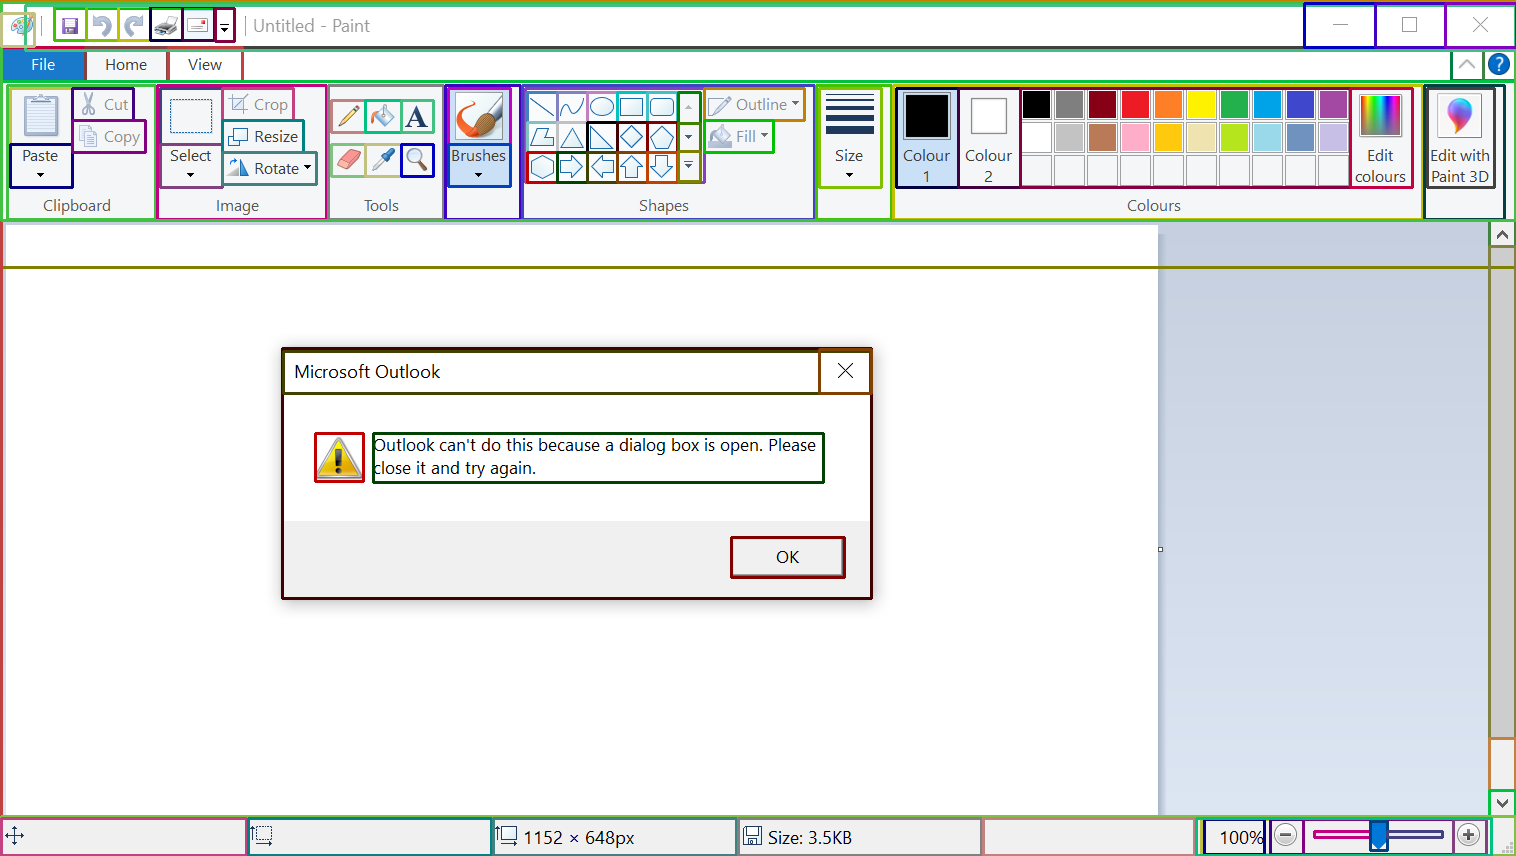 Untitled - Paint
File Home View
Paste
Cut
Copy
Clipboard
Select
Crop
Resize
Rotate
Image
A
Tools
Brushes
Shapes
Outline
Fill
Size
Colour 1
Colour 2
Edit colours
Colours
Edit with Paint 3D
Microsoft Outlook
Outlook can't do this because a dialog box is open. Please
close it and try again.
OK
1152 × 648px
Size: 3.5KB
100%